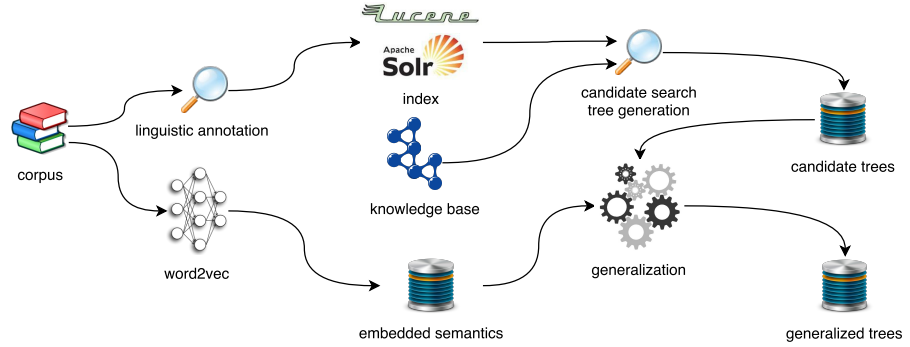 Lucene
Apache
Solr
index
candidate search
tree generation
linguistic annotation
corpus
candidate trees
knowledge base
word2vec
generalization
embedded semantics
generalized trees